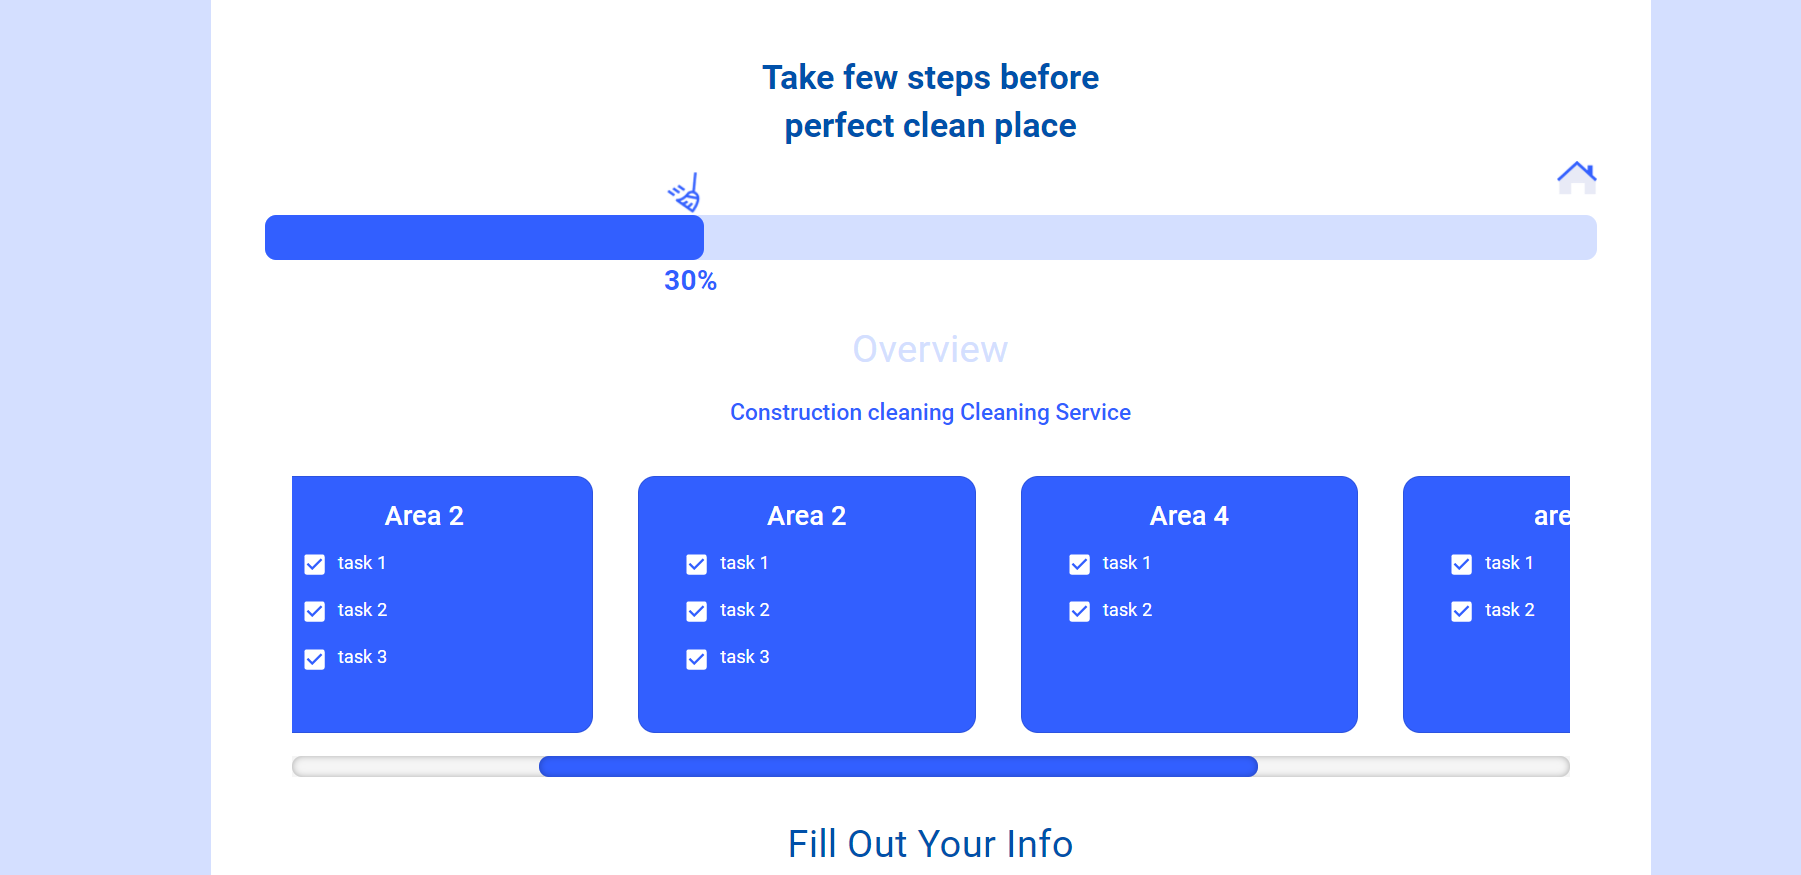 Take few steps before
perfect clean place
30%
Overview
Construction cleaning Cleaning Service
Area 2
task 1
task 2
task 3
Area 2
task 1
task 2
task 3
Area 4
task 1
task 2
are
task 1
task 2
Fill Out Your Info